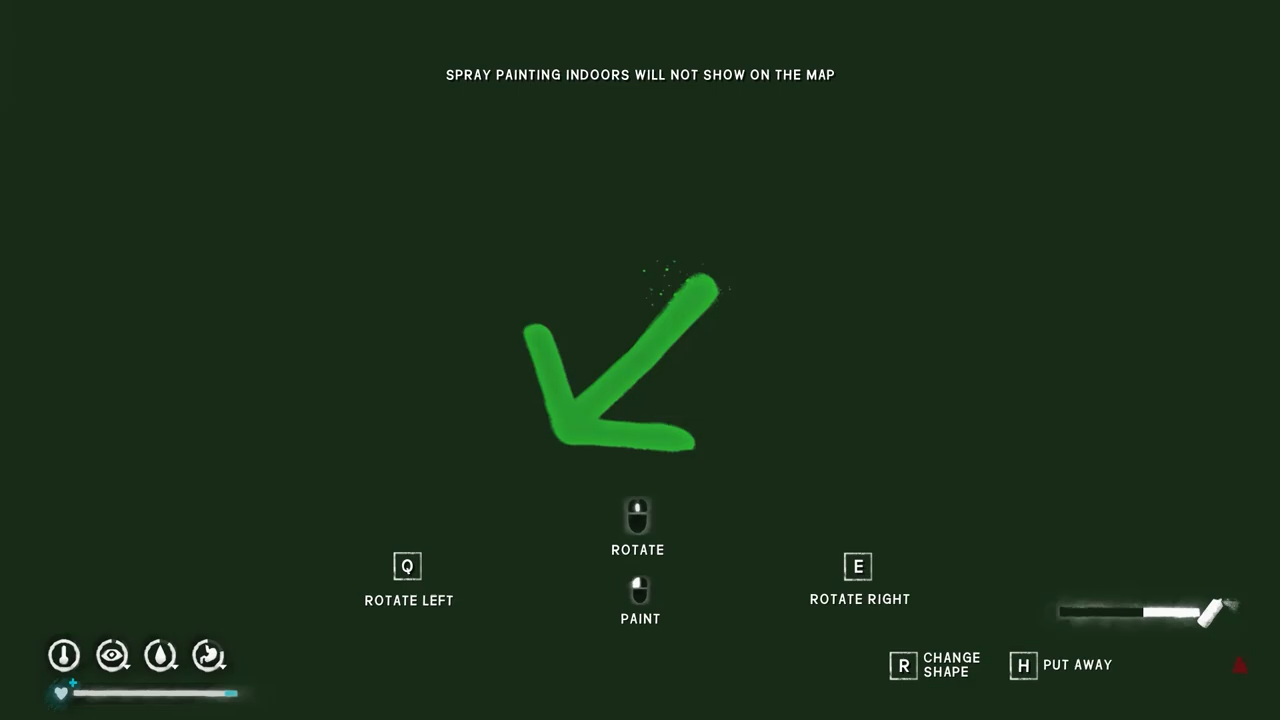 SPRAY PAINTING INDOORS WILL NOT SHOW ON THE MAP
ROTATE
Q
E
ROTATE LEFT
PAINT
ROTATE RIGHT
R CHANGE
SHAPE
H PUT AWAY